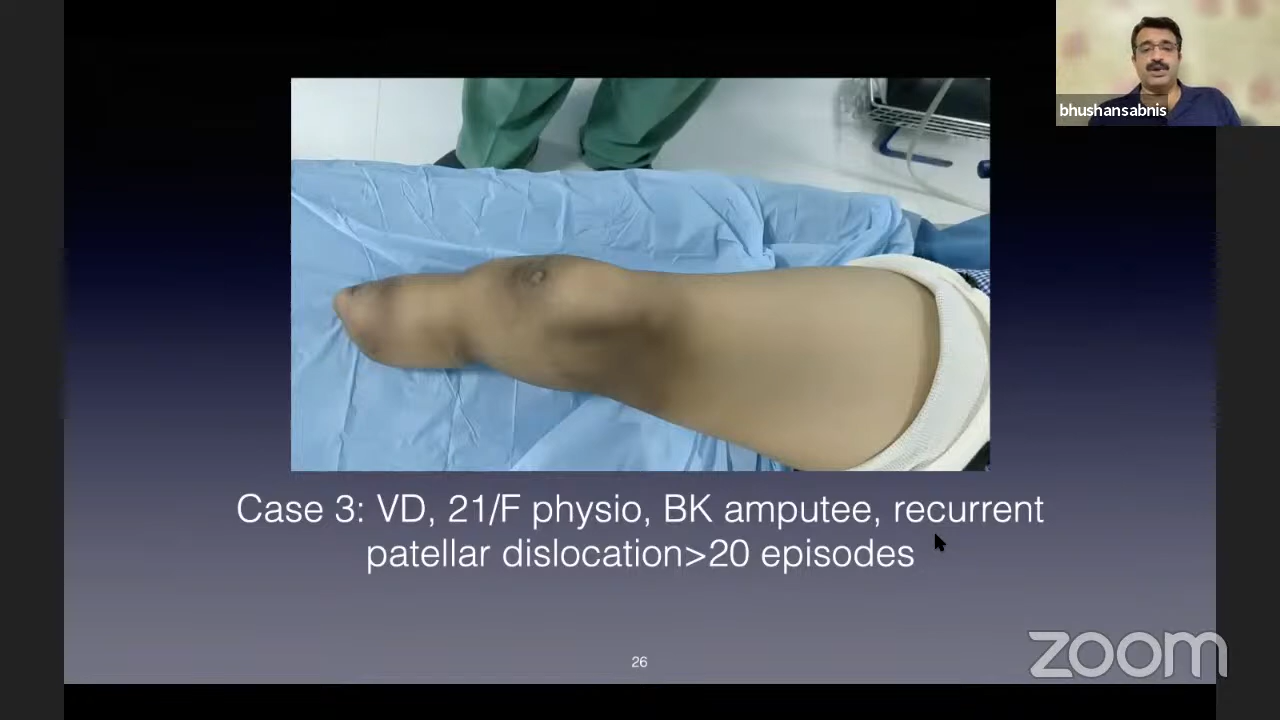 bhushansabnis
Case 3: VD, 21/F physio, BK amputee, recurrent
patellar dislocation>20 episodes
26
zoom